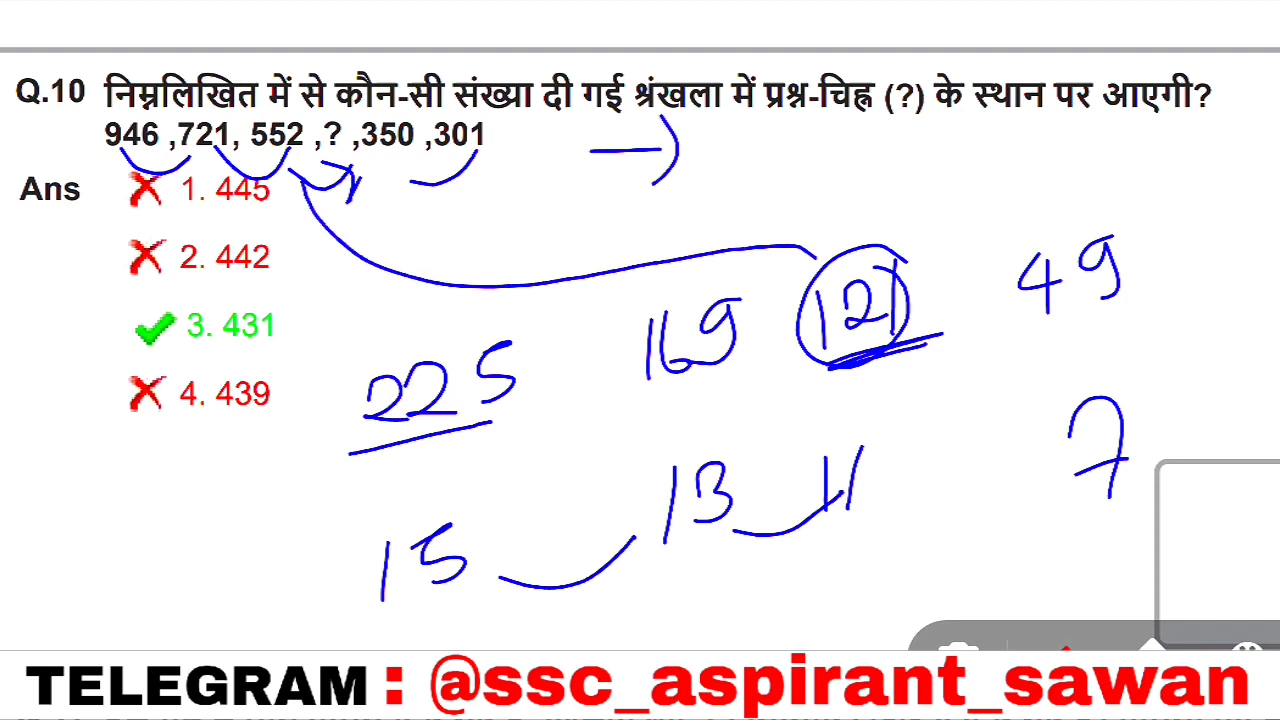 Q.10 निम्नलिखित में से कौन-सी संख्या दी गई श्रंखला में प्रश्न-चिह्न (?) के स्थान पर आएगी?
946 ,721, 552 ,? ,350 ,301
Ans 1. 445
2. 442
3. 431
4. 439
225 169 121 49
15 13 11 7
TELEGRAM : @ssc_aspirant_sawan